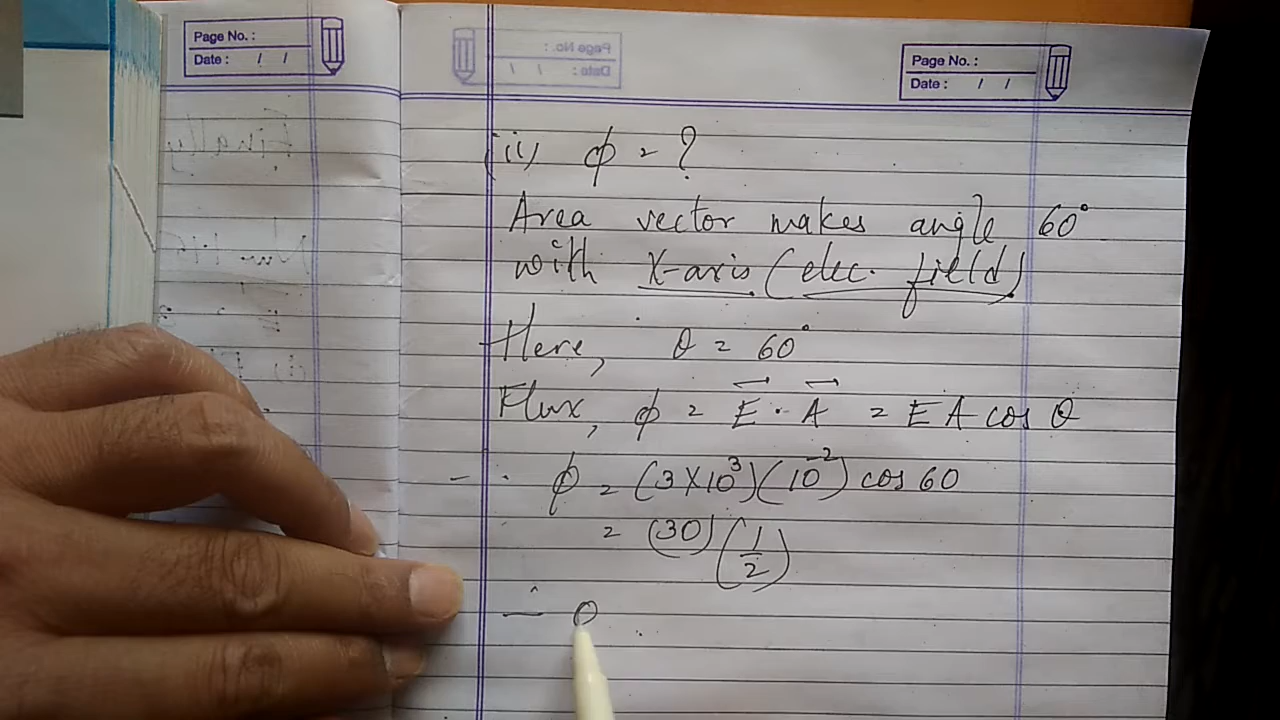 Page No. :
Date : / /
Page No. :
Date : / /
(ii) ϕ = ?
Area vector makes angle 60°
with X-axis (elec. field)
Here, θ = 60°
Flux, ϕ = E⃗ · A⃗ = E A cos θ
∴ ϕ = (3 × 10³)(10⁻²) cos 60
= (30) (1/2)